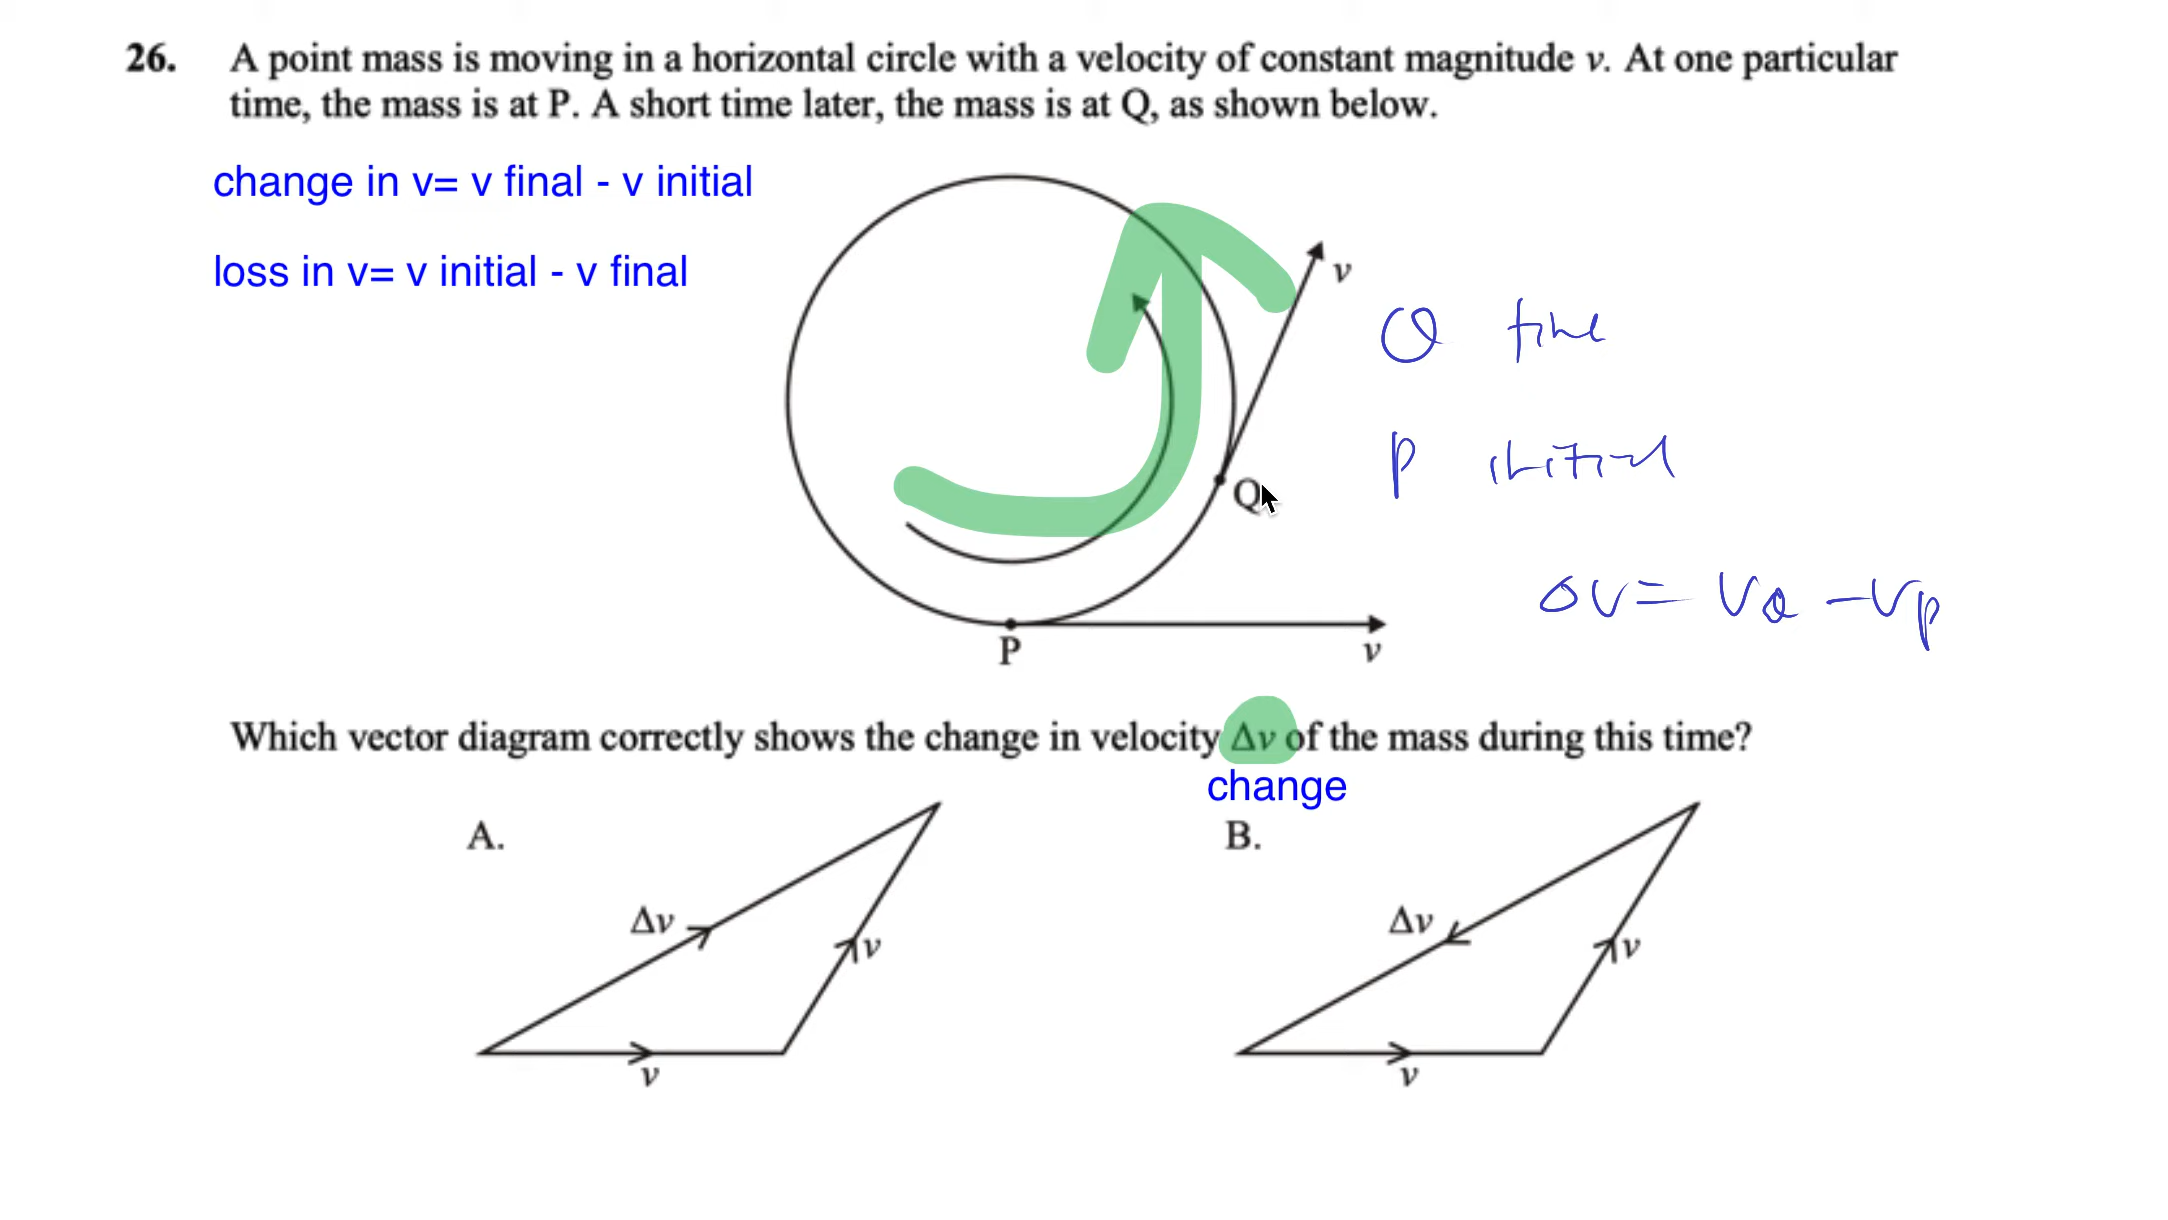 26. A point mass is moving in a horizontal circle with a velocity of constant magnitude v. At one particular
time, the mass is at P. A short time later, the mass is at Q, as shown below.
change in v= v final - v initial
loss in v= v initial - v final
v
Q
P initial
Q
Δv = vQ - vP
P
v
Which vector diagram correctly shows the change in velocity Δv of the mass during this time?
change
A.
B.
Δv
v
Δv
v
v
v